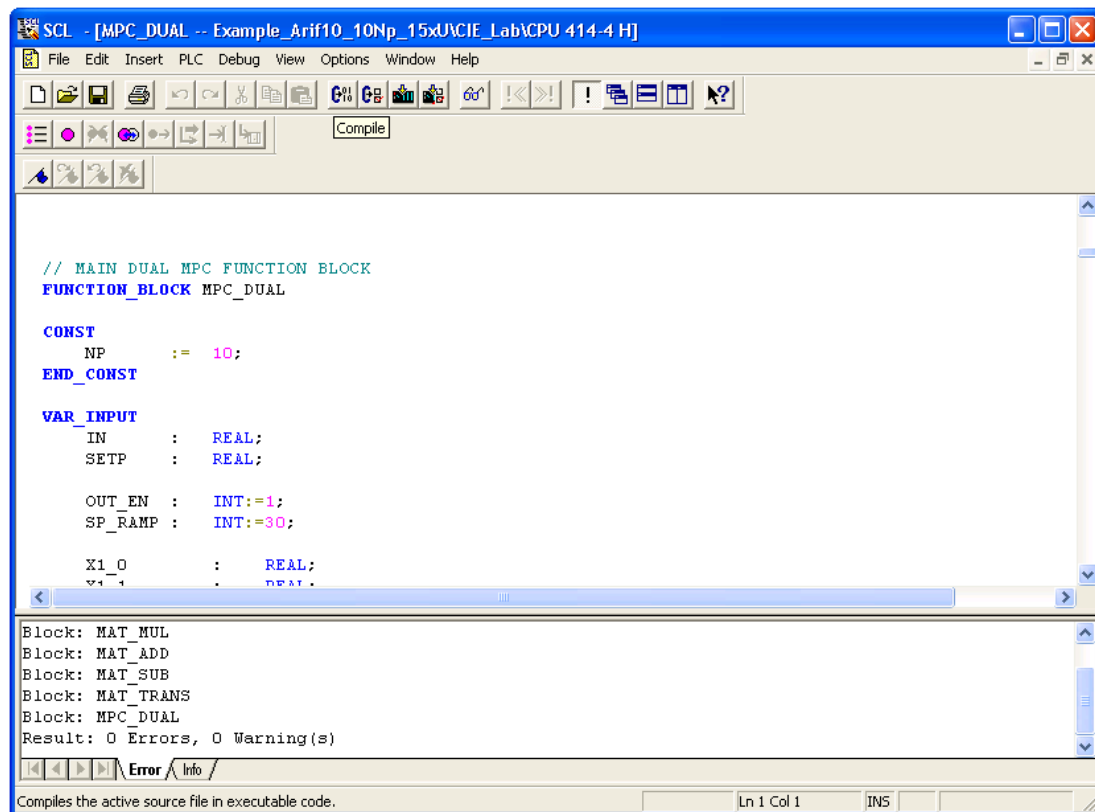 SCL - [MPC_DUAL -- Example_Arif10_10Np_15xU\CIE_Lab\CPU 414-4 H]
File Edit Insert PLC Debug View Options Window Help
Compile
// MAIN DUAL MPC FUNCTION BLOCK
FUNCTION_BLOCK MPC_DUAL
CONST
NP := 10;
END_CONST
VAR_INPUT
IN : REAL;
SETP : REAL;
OUT_EN : INT:=1;
SP_RAMP : INT:=30;
X1_0 : REAL;
X1_1 : REAL;
Block: MAT_MUL
Block: MAT_ADD
Block: MAT_SUB
Block: MAT_TRANS
Block: MPC_DUAL
Result: 0 Errors, 0 Warning(s)
Error Info
Compiles the active source file in executable code. Ln 1 Col 1 INS